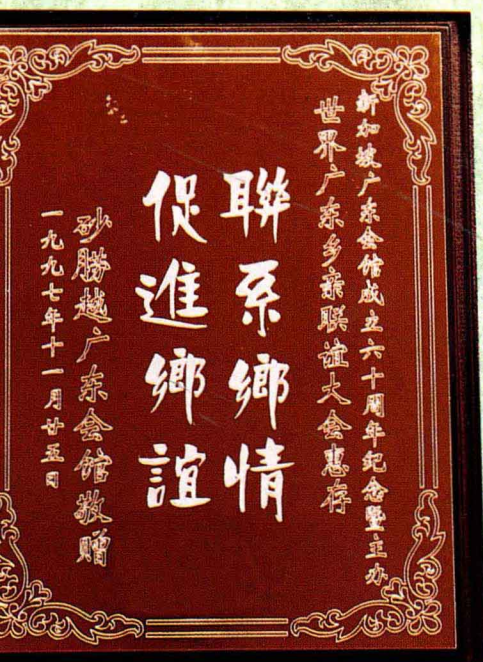 新加坡广东会馆成立六十周年纪念暨主办
世界广东乡亲联谊大会惠存
聯系鄉情
促進鄉誼
砂朥越广东会馆敬赠
一九九七年十一月廿五日